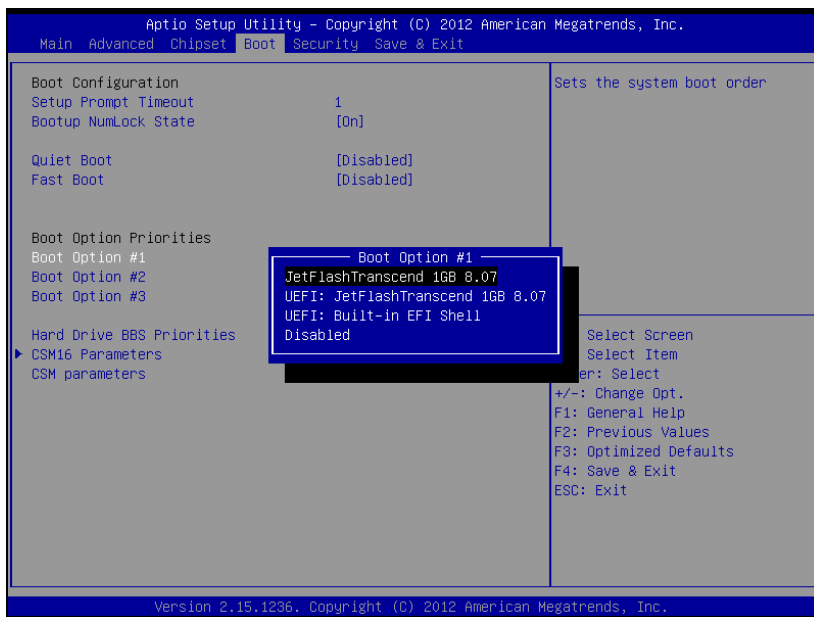 Aptio Setup Utility – Copyright (C) 2012 American Megatrends, Inc.
Main Advanced Chipset Boot Security Save & Exit
Boot Configuration
Setup Prompt Timeout 1
Bootup NumLock State [On]
Quiet Boot [Disabled]
Fast Boot [Disabled]
Boot Option Priorities
Boot Option #1
Boot Option #2
Boot Option #3
Hard Drive BBS Priorities
CSM16 Parameters
CSM parameters
Boot Option #1
JetFlashTranscend 1GB 8.07
UEFI: JetFlashTranscend 1GB 8.07
UEFI: Built-in EFI Shell
Disabled
Sets the system boot order
Select Screen
Select Item
er: Select
+/-: Change Opt.
F1: General Help
F2: Previous Values
F3: Optimized Defaults
F4: Save & Exit
ESC: Exit
Version 2.15.1236. Copyright (C) 2012 American Megatrends, Inc.